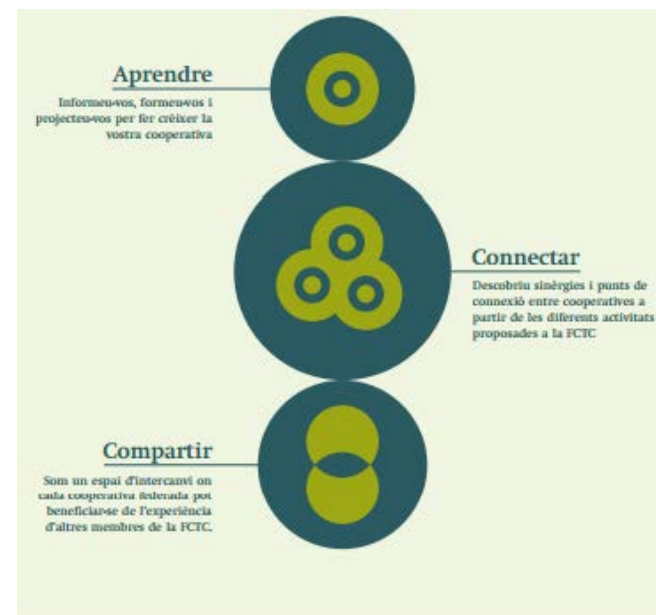 Aprendre
Informeu-vos, formeu-vos i
projecteu-vos per fer créixer la
vostra cooperativa
Connectar
Descobriu sinèrgies i punts de
connexió entre cooperatives a
partir de les diferents activitats
proposades a la FCTC
Compartir
Som un espai d'intercanvi on
cada cooperativa federada pot
beneficiar-se de l'experiència
d'altres membres de la FCTC.